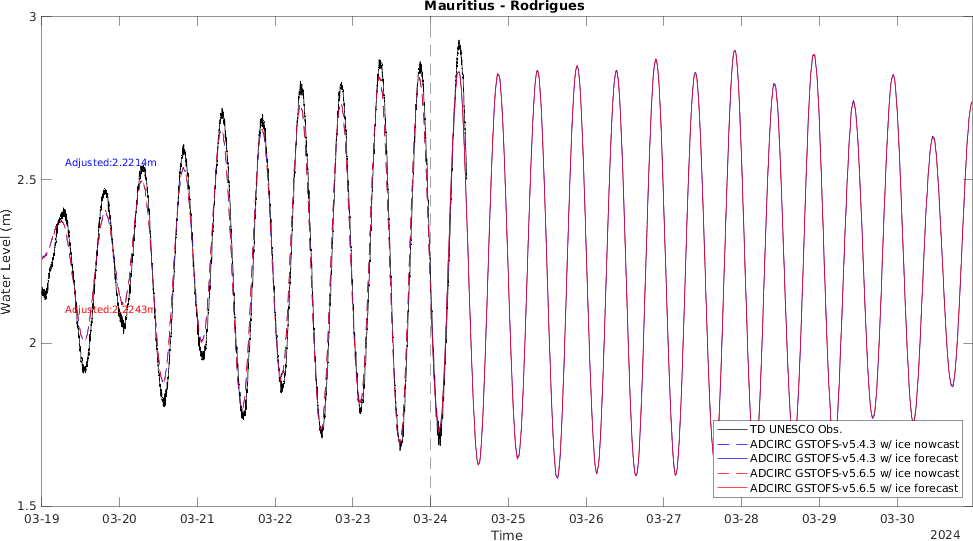 Mauritius - Rodrigues
3
2.5
2
1.5
Water Level (m)
Adjusted:2.2214m
Adjusted:2.2243m
TD UNESCO Obs.
ADCIRC GSTOFS-v5.4.3 w/ ice nowcast
ADCIRC GSTOFS-v5.4.3 w/ ice forecast
ADCIRC GSTOFS-v5.6.5 w/ ice nowcast
ADCIRC GSTOFS-v5.6.5 w/ ice forecast
03-19 03-20 03-21 03-22 03-23 03-24 03-25 03-26 03-27 03-28 03-29 03-30
Time
2024